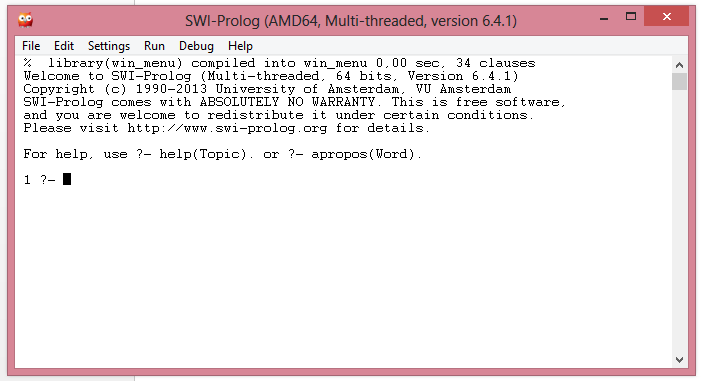 SWI-Prolog (AMD64, Multi-threaded, version 6.4.1)
File Edit Settings Run Debug Help
%  library(win_menu) compiled into win_menu 0,00 sec, 34 clauses
Welcome to SWI-Prolog (Multi-threaded, 64 bits, Version 6.4.1)
Copyright (c) 1990-2013 University of Amsterdam, VU Amsterdam
SWI-Prolog comes with ABSOLUTELY NO WARRANTY. This is free software,
and you are welcome to redistribute it under certain conditions.
Please visit http://www.swi-prolog.org for details.
For help, use ?- help(Topic). or ?- apropos(Word).
1 ?-